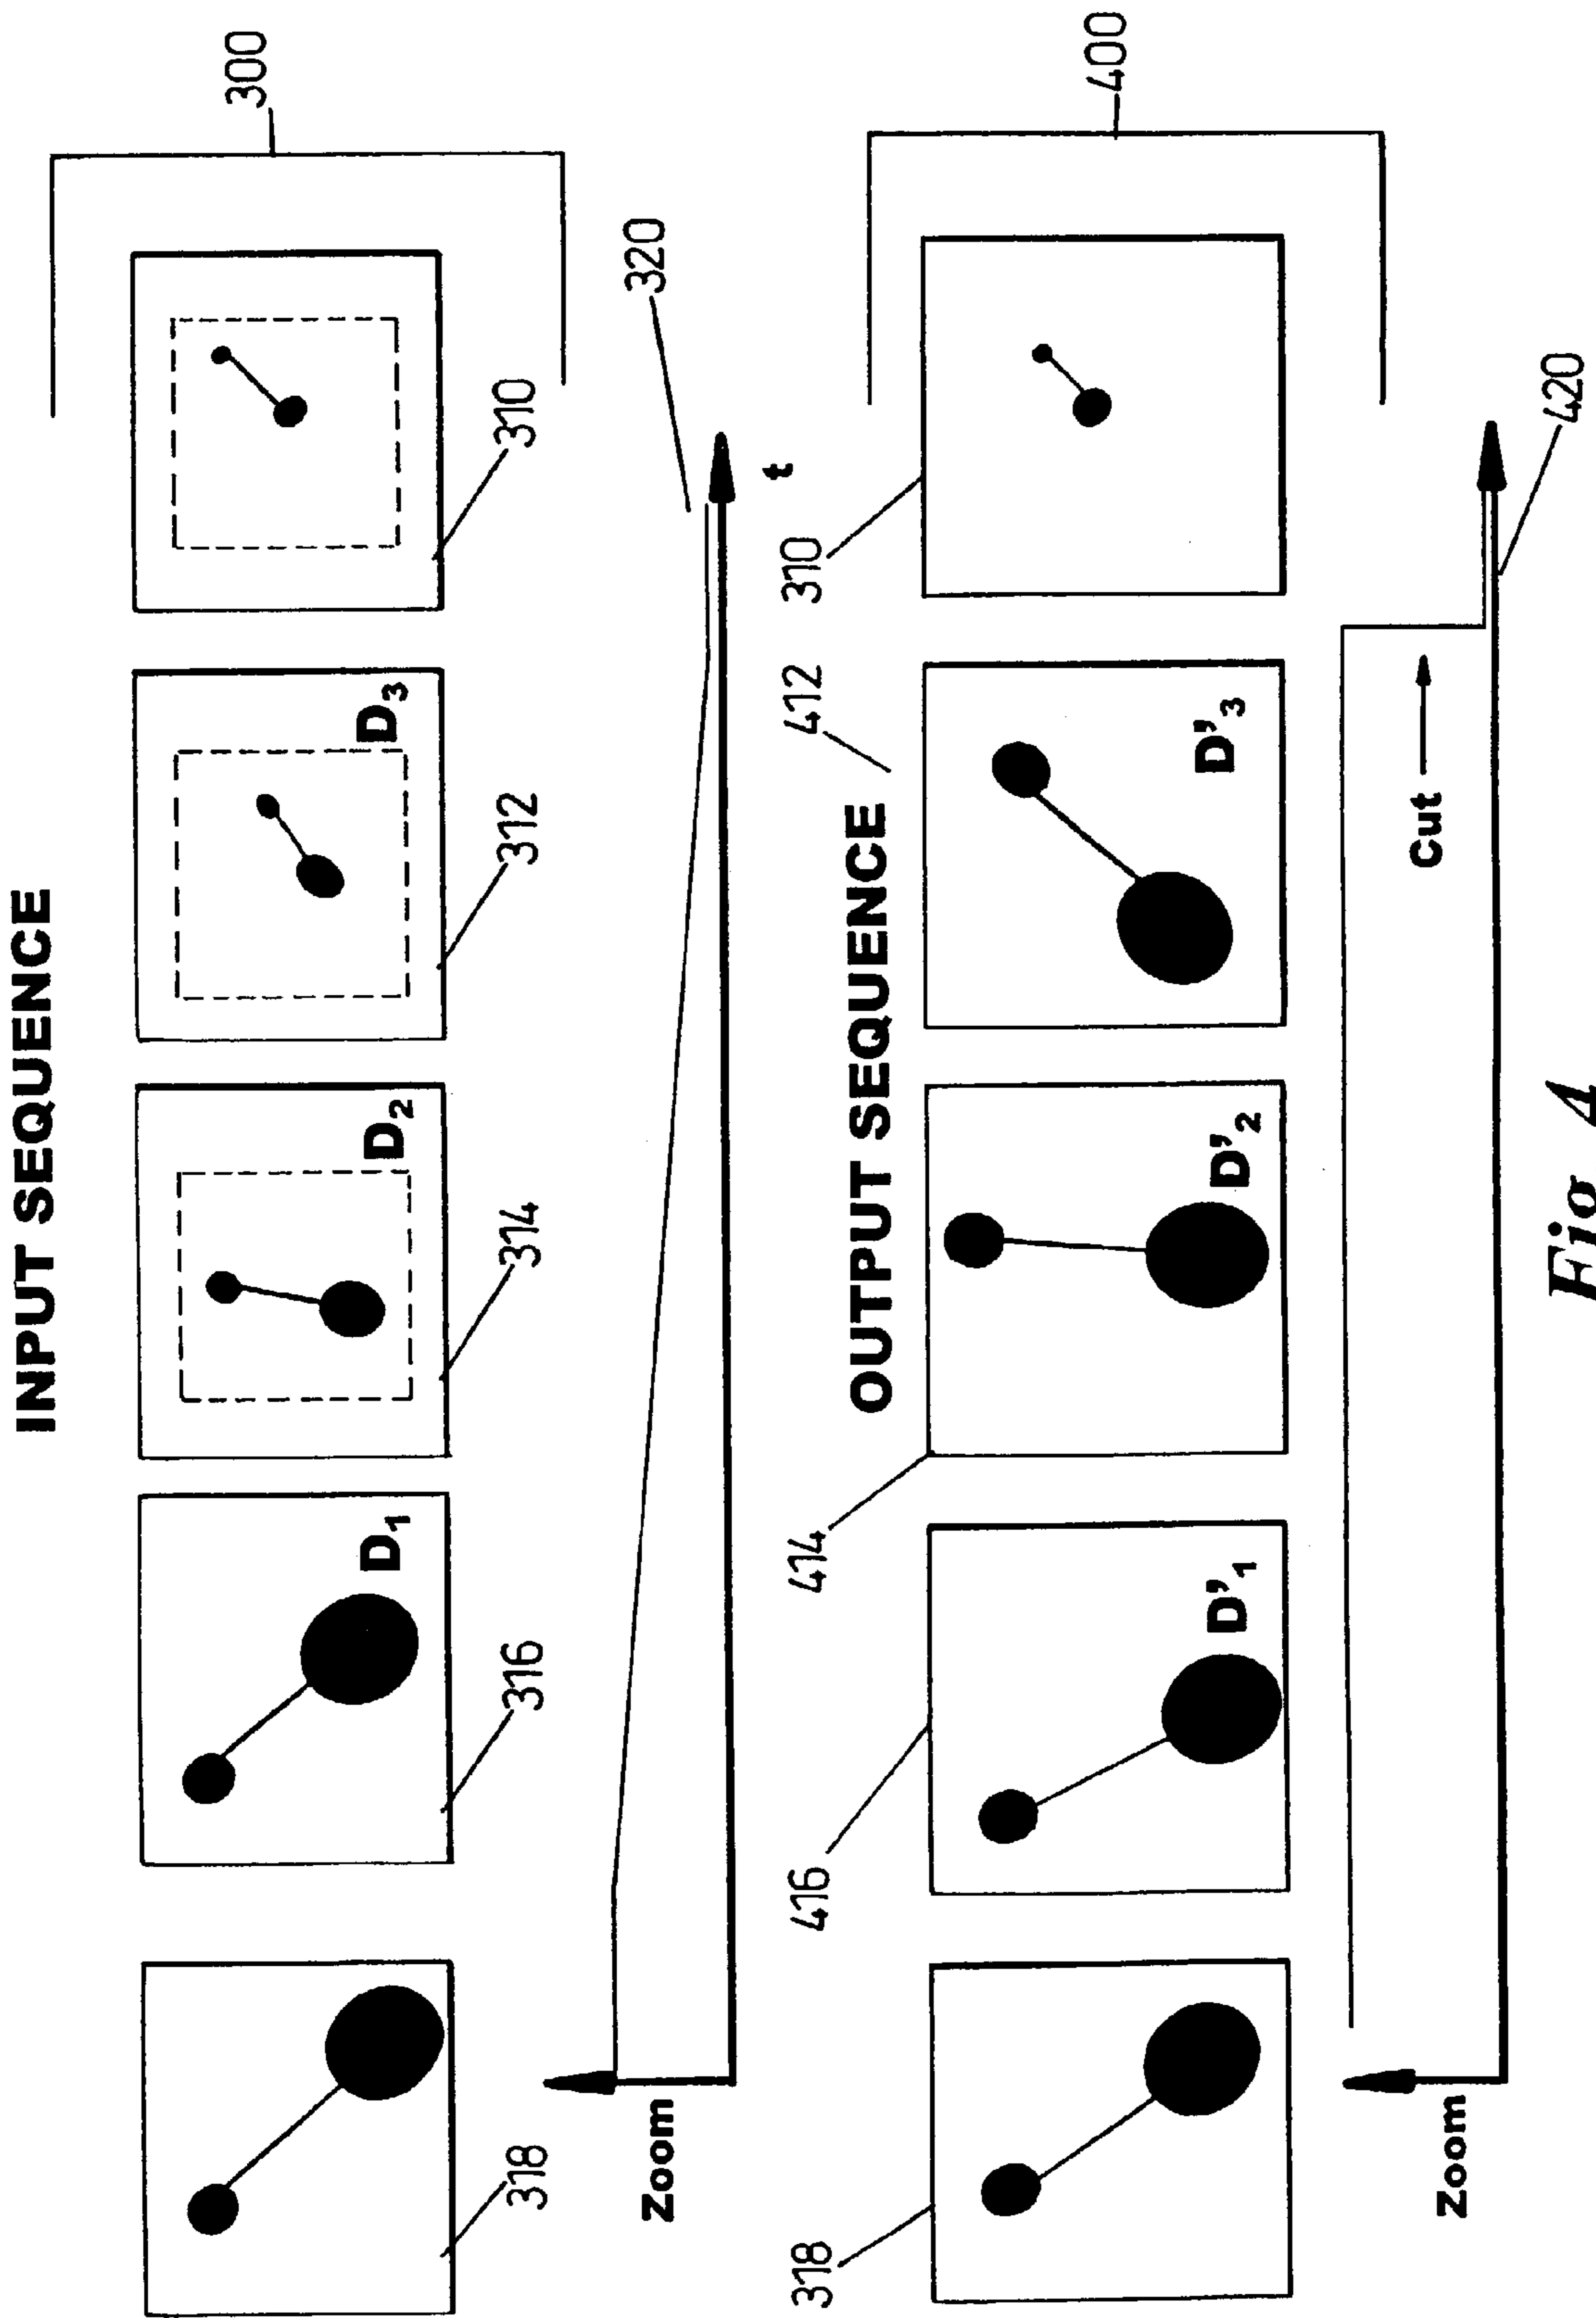 INPUT SEQUENCE
300
D₁
D₂
D₃
318
316
314
312
310
Zoom
320
t
OUTPUT SEQUENCE
400
318
416
414
412
310
D'₁
D'₂
D'₃
Zoom
Cut
420
Fig 4